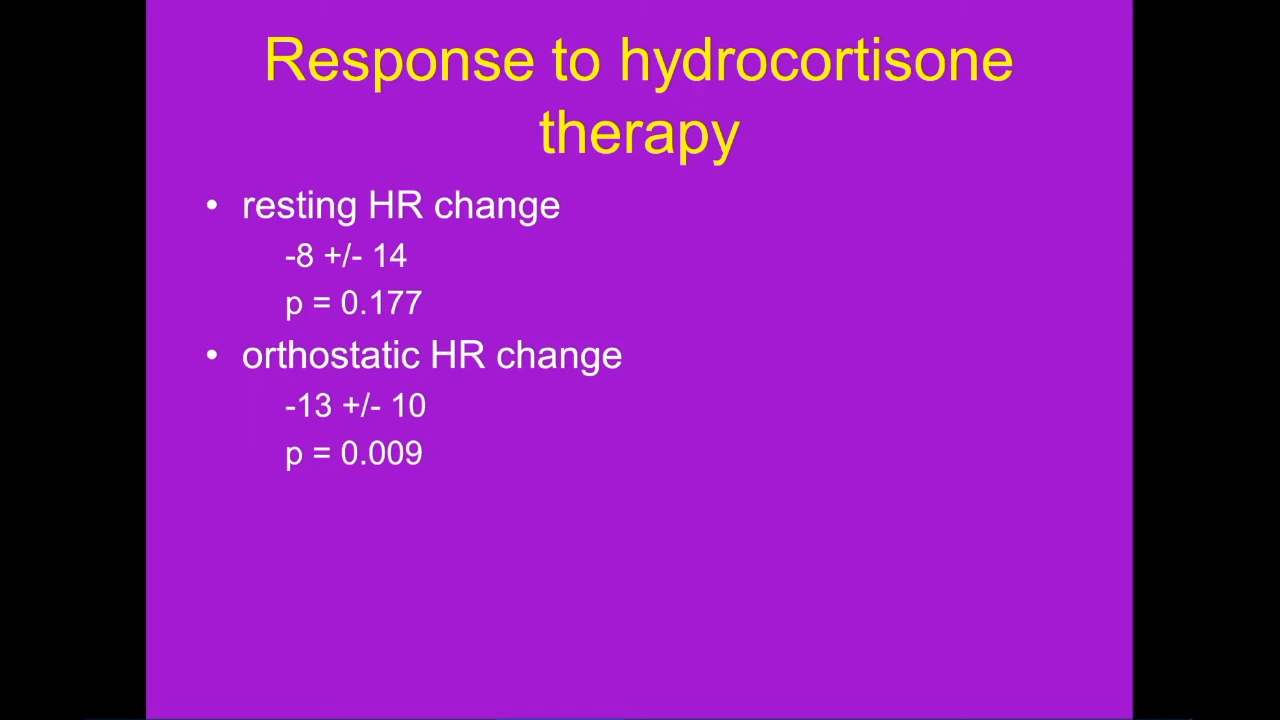 Response to hydrocortisone
therapy
• resting HR change
-8 +/- 14
p = 0.177
• orthostatic HR change
-13 +/- 10
p = 0.009